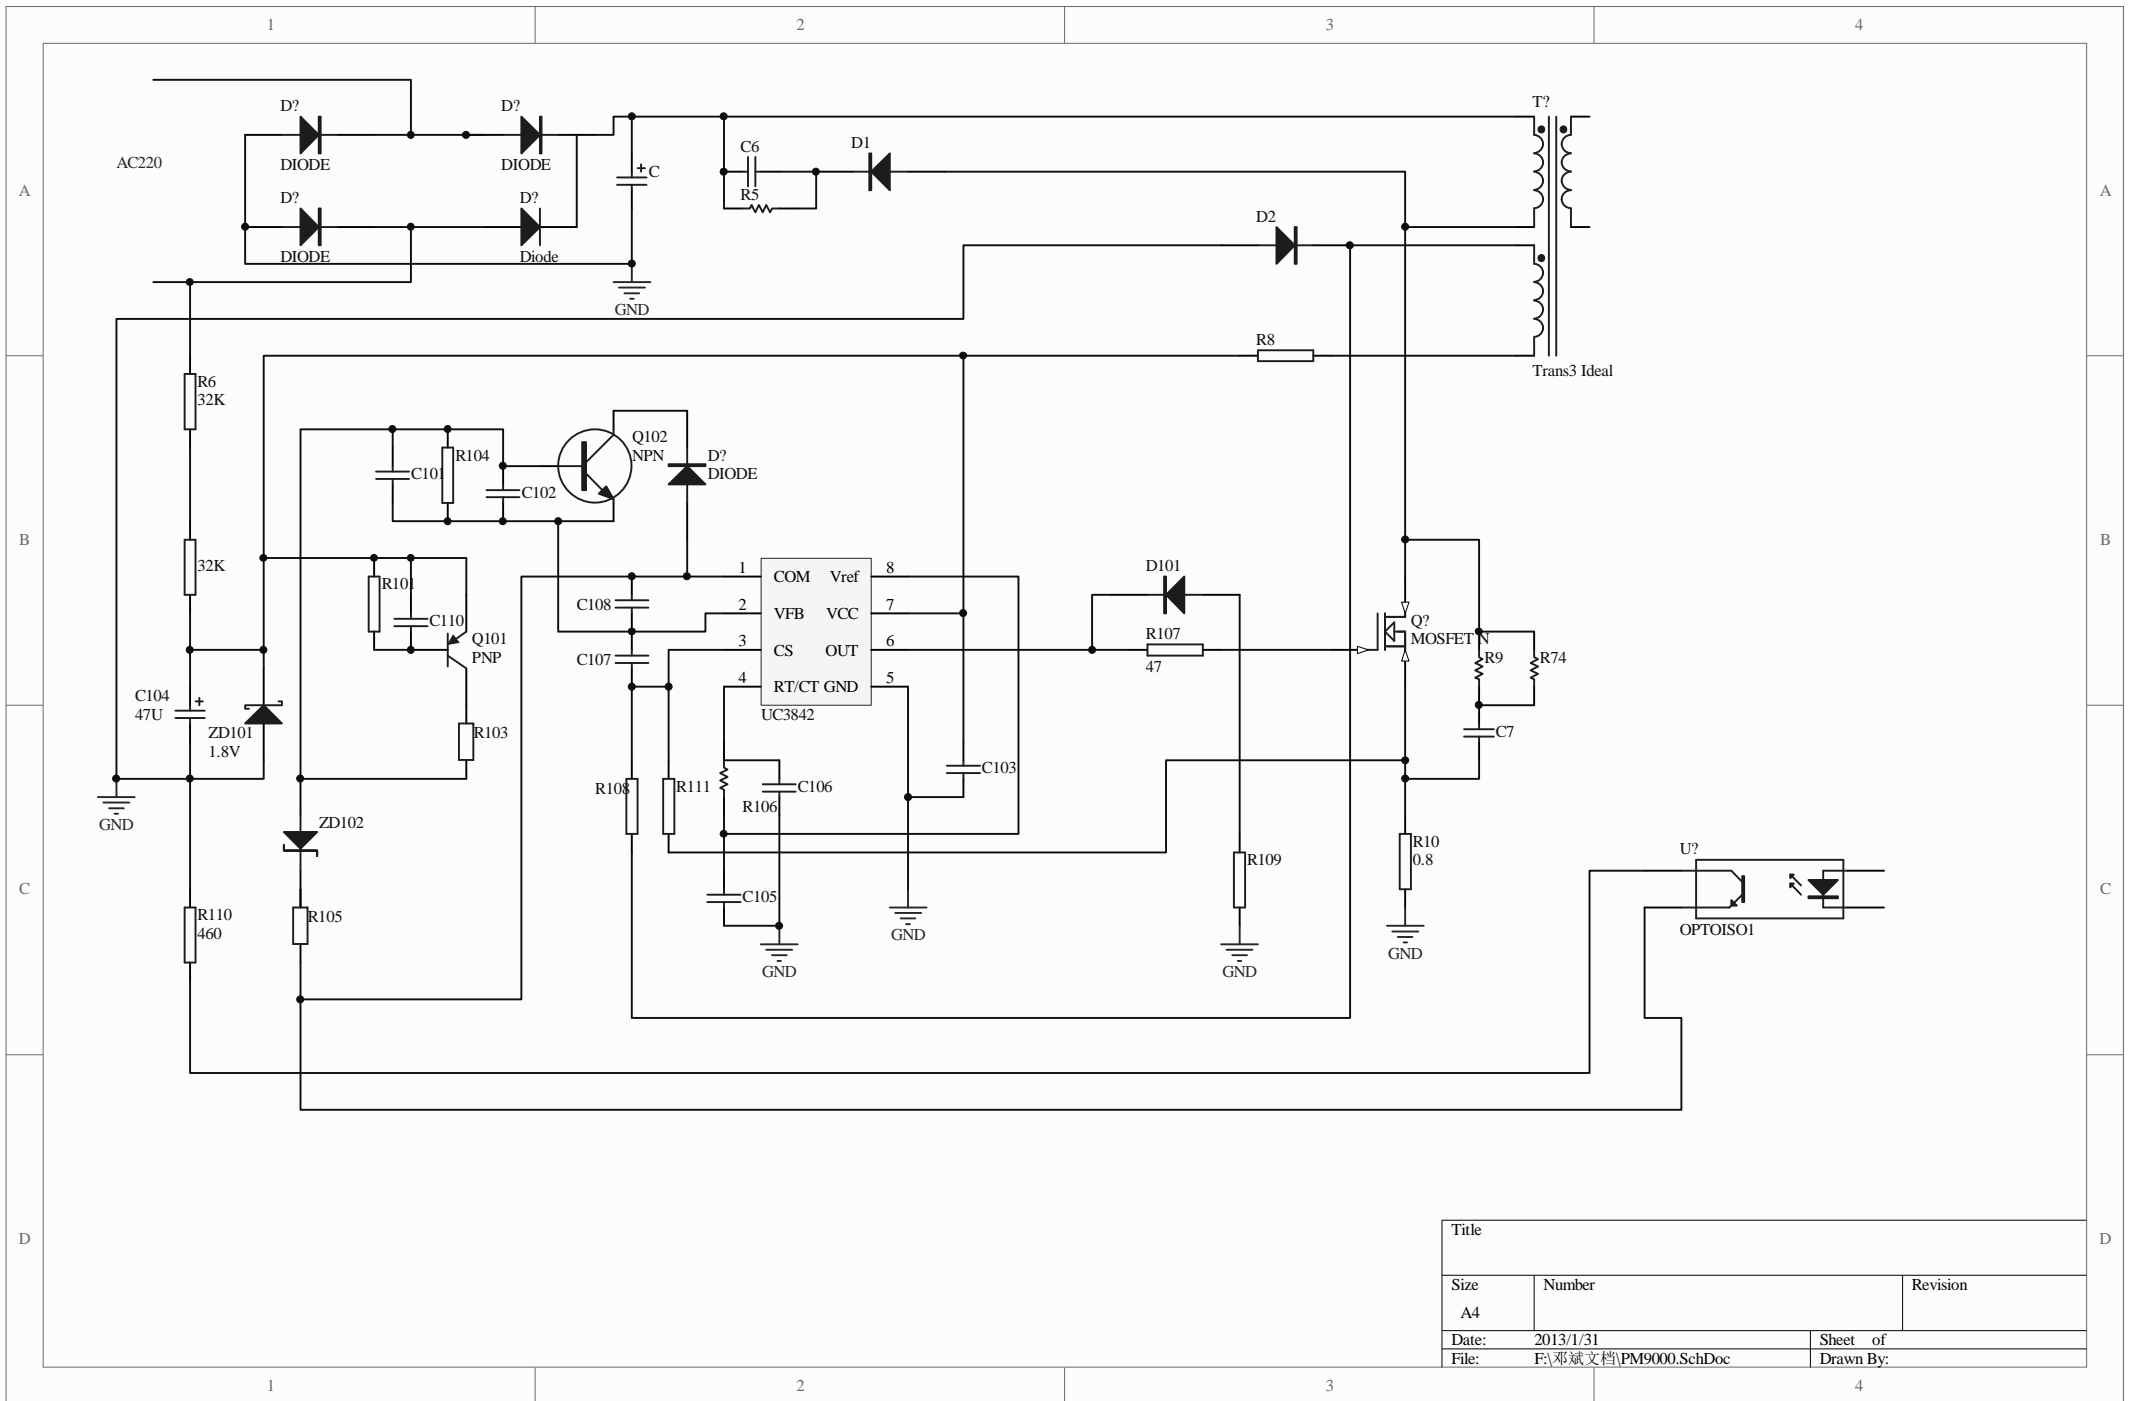 1
2
3
4
A
A
B
B
C
C
D
D
AC220
D?
DIODE
D?
DIODE
D?
DIODE
D?
Diode
C
GND
C6
R5
D1
D2
T?
Trans3 Ideal
R8
R6
32K
32K
C101
R104
C102
Q102
NPN
D?
DIODE
R101
C110
Q101
PNP
C104
47U
ZD101
1.8V
R103
GND
ZD102
R105
R110
460
C108
C107
1 COM Vref 8
2 VFB VCC 7
3 CS OUT 6
4 RT/CT GND 5
UC3842
R108
R111
R106
C106
C105
GND
C103
GND
D101
R107
47
R109
GND
Q?
MOSFET N
R9
R74
C7
R10
0.8
GND
U?
OPTOISO1
Title
Size
A4
Number
Revision
Date: 2013/1/31
Sheet of
File: F:\邓斌文档\PM9000.SchDoc
Drawn By:
1
2
3
4